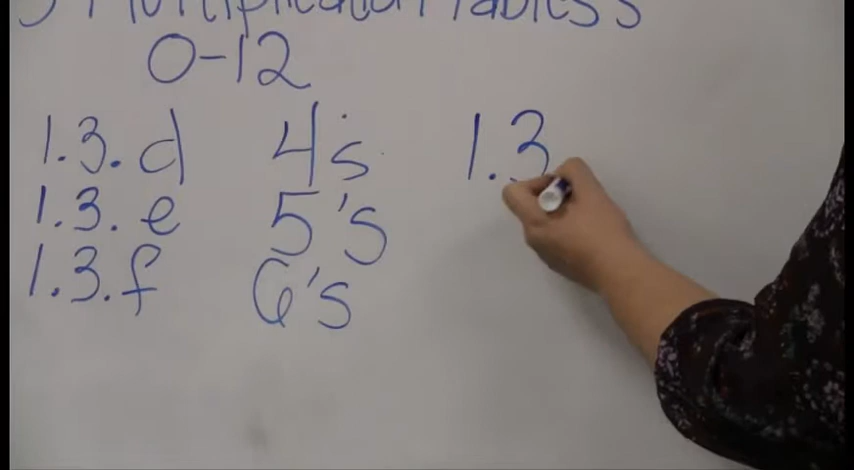 Multiplication Tables
0-12
1.3.d 4's 1.3
1.3.e 5's
1.3.f 6's